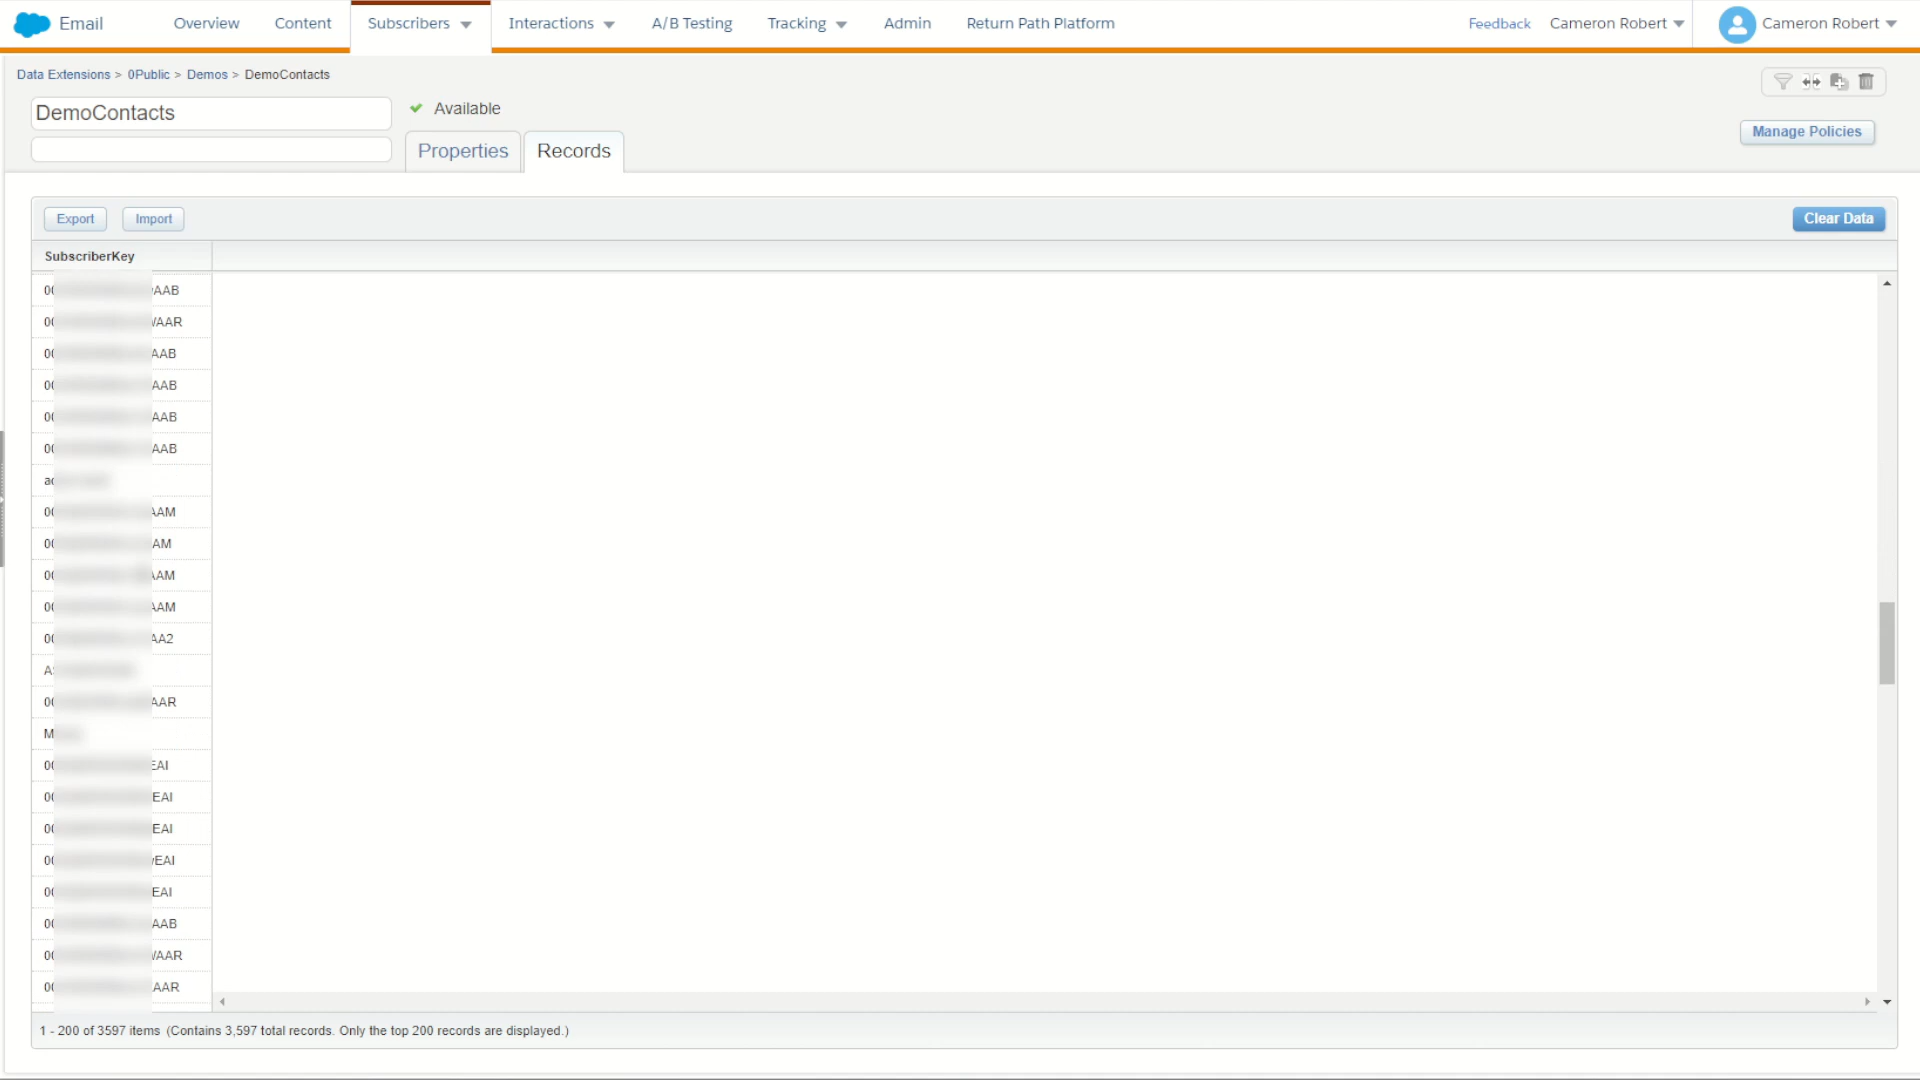 Email Overview Content Subscribers Interactions A/B Testing Tracking Admin Return Path Platform Feedback Cameron Robert Cameron Robert
Data Extensions > 0Public > Demos > DemoContacts
DemoContacts
Available
Properties Records
Manage Policies
Export Import Clear Data
SubscriberKey
AAB
AAR
AAB
AAB
AAB
AAB
AAM
AM
AAM
AAM
AA2
AAR
EAI
EAI
EAI
EAI
EAI
AAB
AAR
AAR
1 - 200 of 3597 items (Contains 3,597 total records. Only the top 200 records are displayed.)